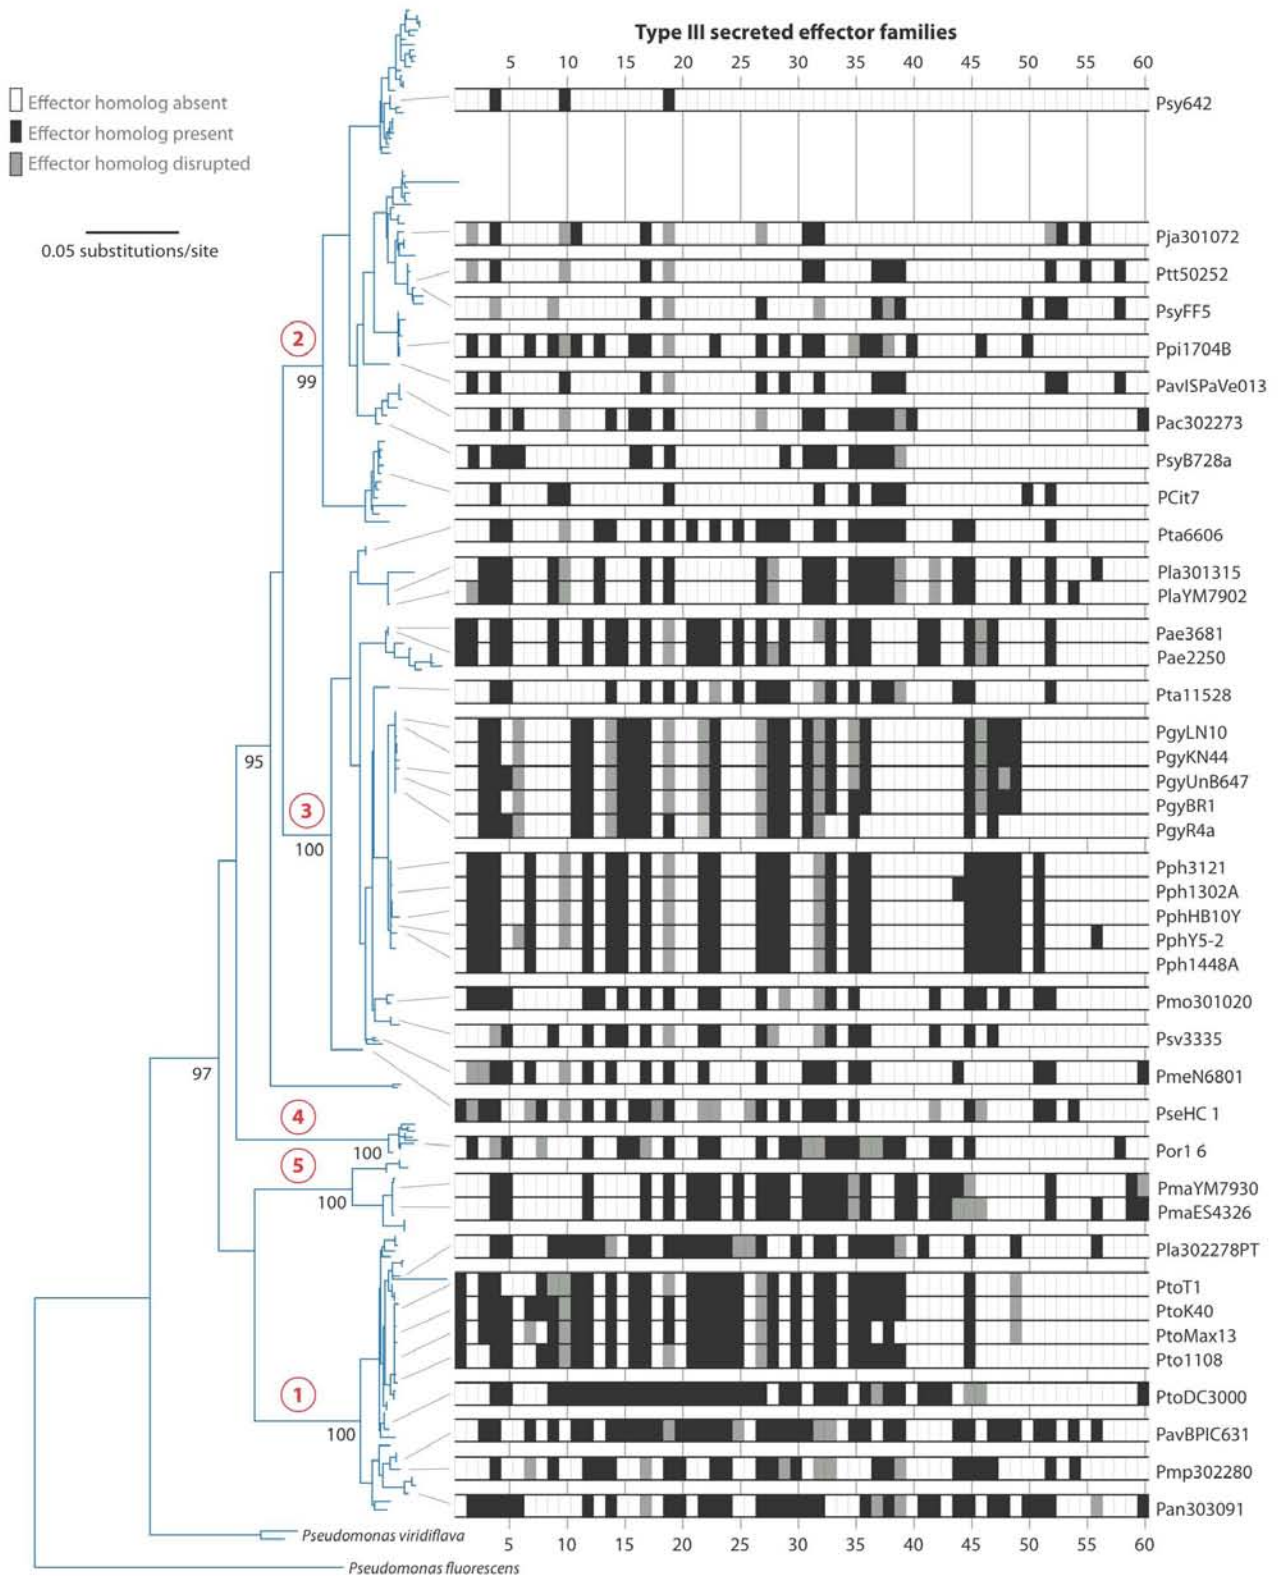 Type III secreted effector families
5 10 15 20 25 30 35 40 45 50 55 60
Effector homolog absent
Effector homolog present
Effector homolog disrupted
0.05 substitutions/site
Psy642
Pja301072
Ptt50252
PsyFF5
2
Ppi1704B
99
PavISPaVe013
Pac302273
PsyB728a
PCit7
Pta6606
Pla301315
PlaYM7902
Pae3681
Pae2250
Pta11528
PgyLN10
PgyKN44
95
PgyUnB647
3
PgyBR1
PgyR4a
100
Pph3121
Pph1302A
PphHB10Y
PphY5-2
Pph1448A
Pmo301020
Psv3335
97
PmeN6801
4
PseHC 1
100
Por1 6
5
PmaYM7930
100
PmaES4326
Pla302278PT
PtoT1
PtoK40
PtoMax13
Pto1108
1
PtoDC3000
100
PavBPIC631
Pmp302280
Pan303091
Pseudomonas viridiflava
5 10 15 20 25 30 35 40 45 50 55 60
Pseudomonas fluorescens